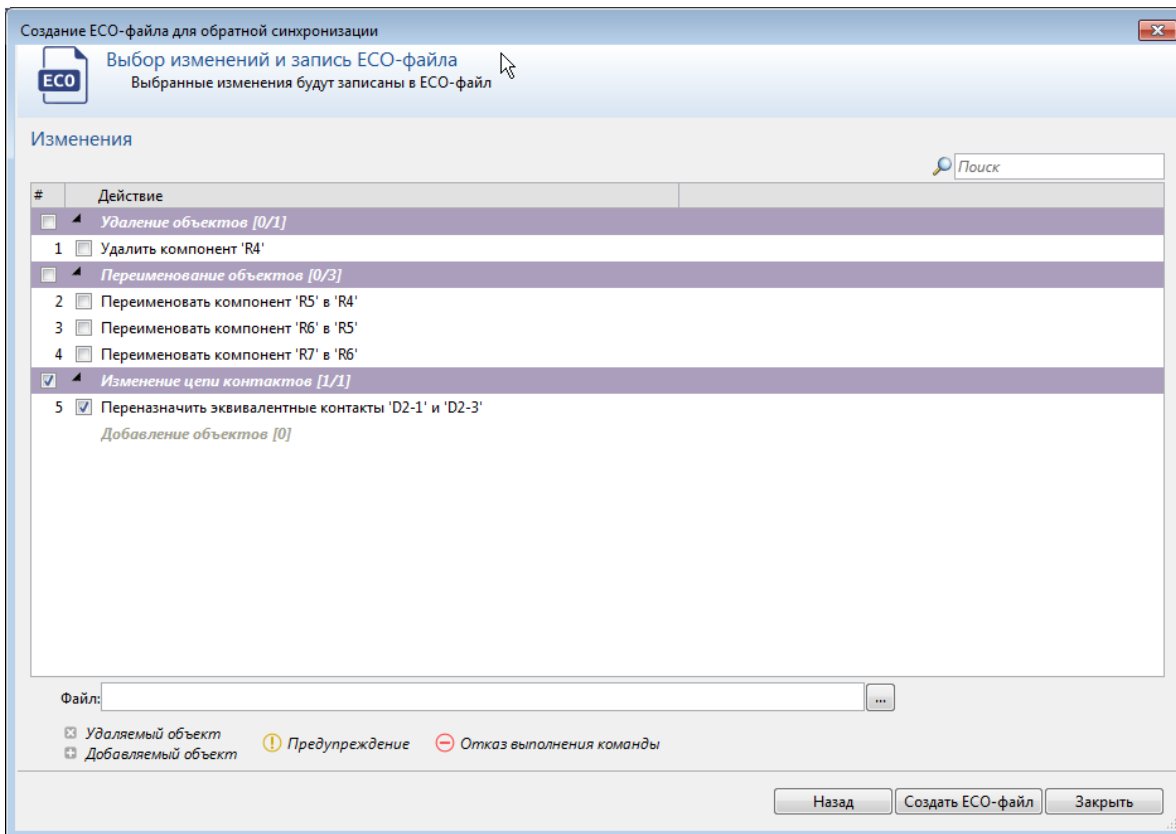 Создание ECO-файла для обратной синхронизации
Выбор изменений и запись ECO-файла
ECO
Выбранные изменения будут записаны в ECO-файл
Изменения
Поиск
# Действие
Удаление объектов [0/1]
1 Удалить компонент 'R4'
Переименование объектов [0/3]
2 Переименовать компонент 'R5' в 'R4'
3 Переименовать компонент 'R6' в 'R5'
4 Переименовать компонент 'R7' в 'R6'
Изменение цепи контактов [1/1]
5 Переназначить эквивалентные контакты 'D2-1' и 'D2-3'
Добавление объектов [0]
Файл: ...
Удаляемый объект
Добавляемый объект
Предупреждение
Отказ выполнения команды
Назад Создать ECO-файл Закрыть